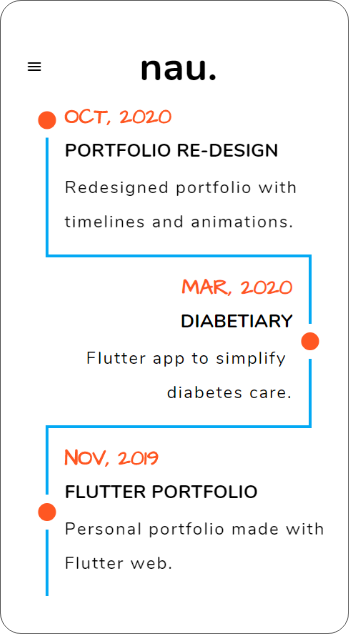 nau.
OCT, 2020
PORTFOLIO RE-DESIGN
Redesigned portfolio with
timelines and animations.
MAR, 2020
DIABETIARY
Flutter app to simplify
diabetes care.
NOV, 2019
FLUTTER PORTFOLIO
Personal portfolio made with
Flutter web.